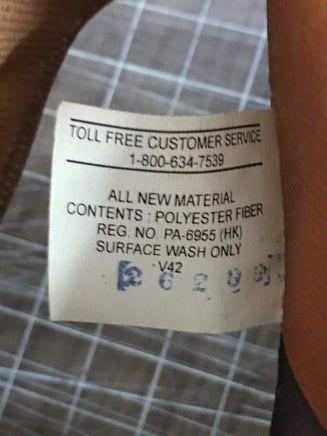 TOLL FREE CUSTOMER SERVICE
1-800-634-7539
ALL NEW MATERIAL
CONTENTS : POLYESTER FIBER
REG. NO. PA-6955 (HK)
SURFACE WASH ONLY
V42